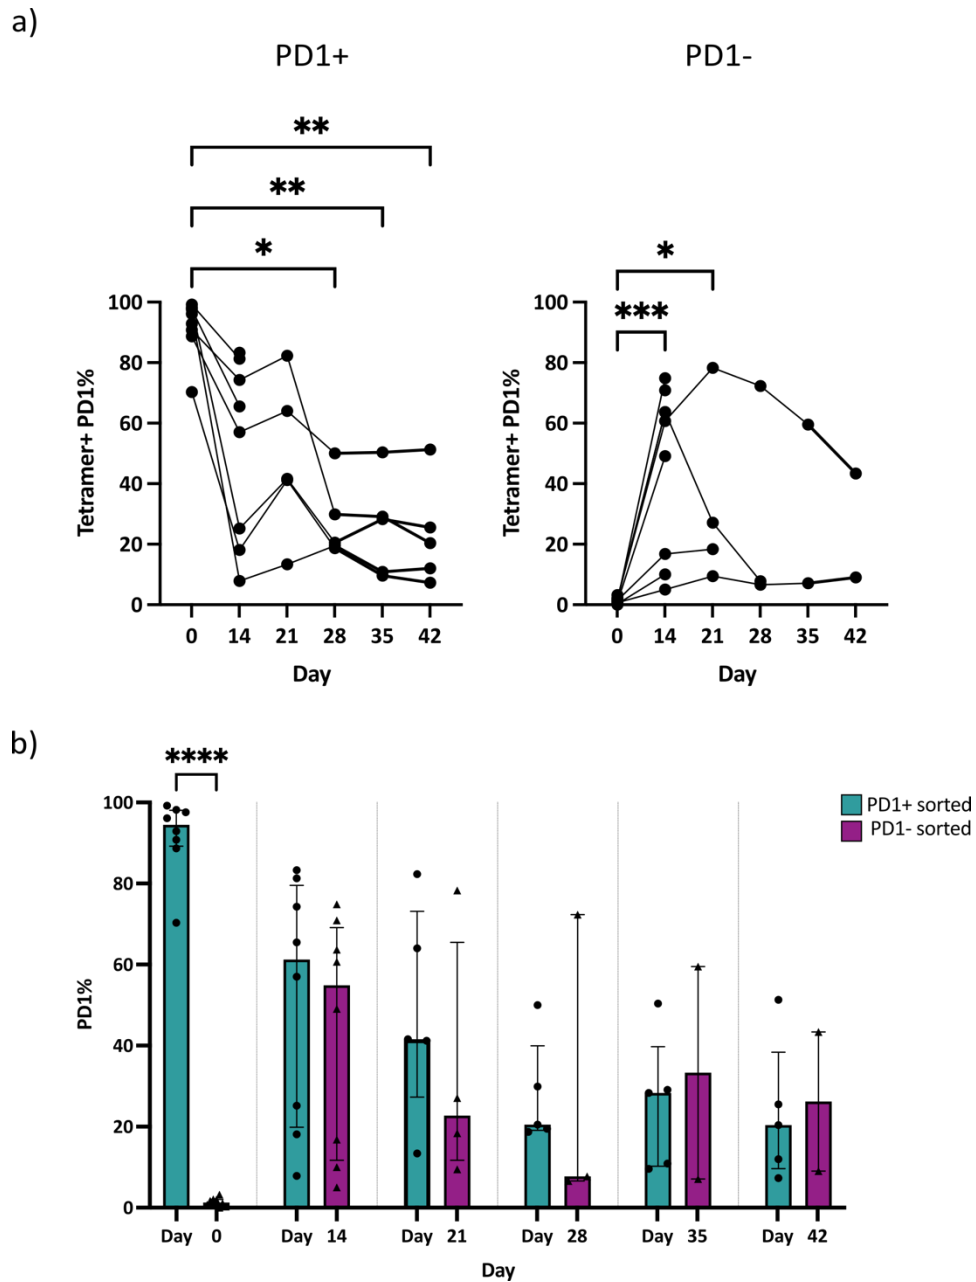 a)
PD1+
PD1-
**
**
*
*
***
100
80
60
40
20
0
Tetramer+ PD1%
0 14 21 28 35 42
Day
100
80
60
40
20
0
Tetramer+ PD1%
0 14 21 28 35 42
Day
b)
****
PD1+ sorted
PD1- sorted
100
80
60
40
20
0
PD1%
Day 0 Day 14 Day 21 Day 28 Day 35 Day 42
Day